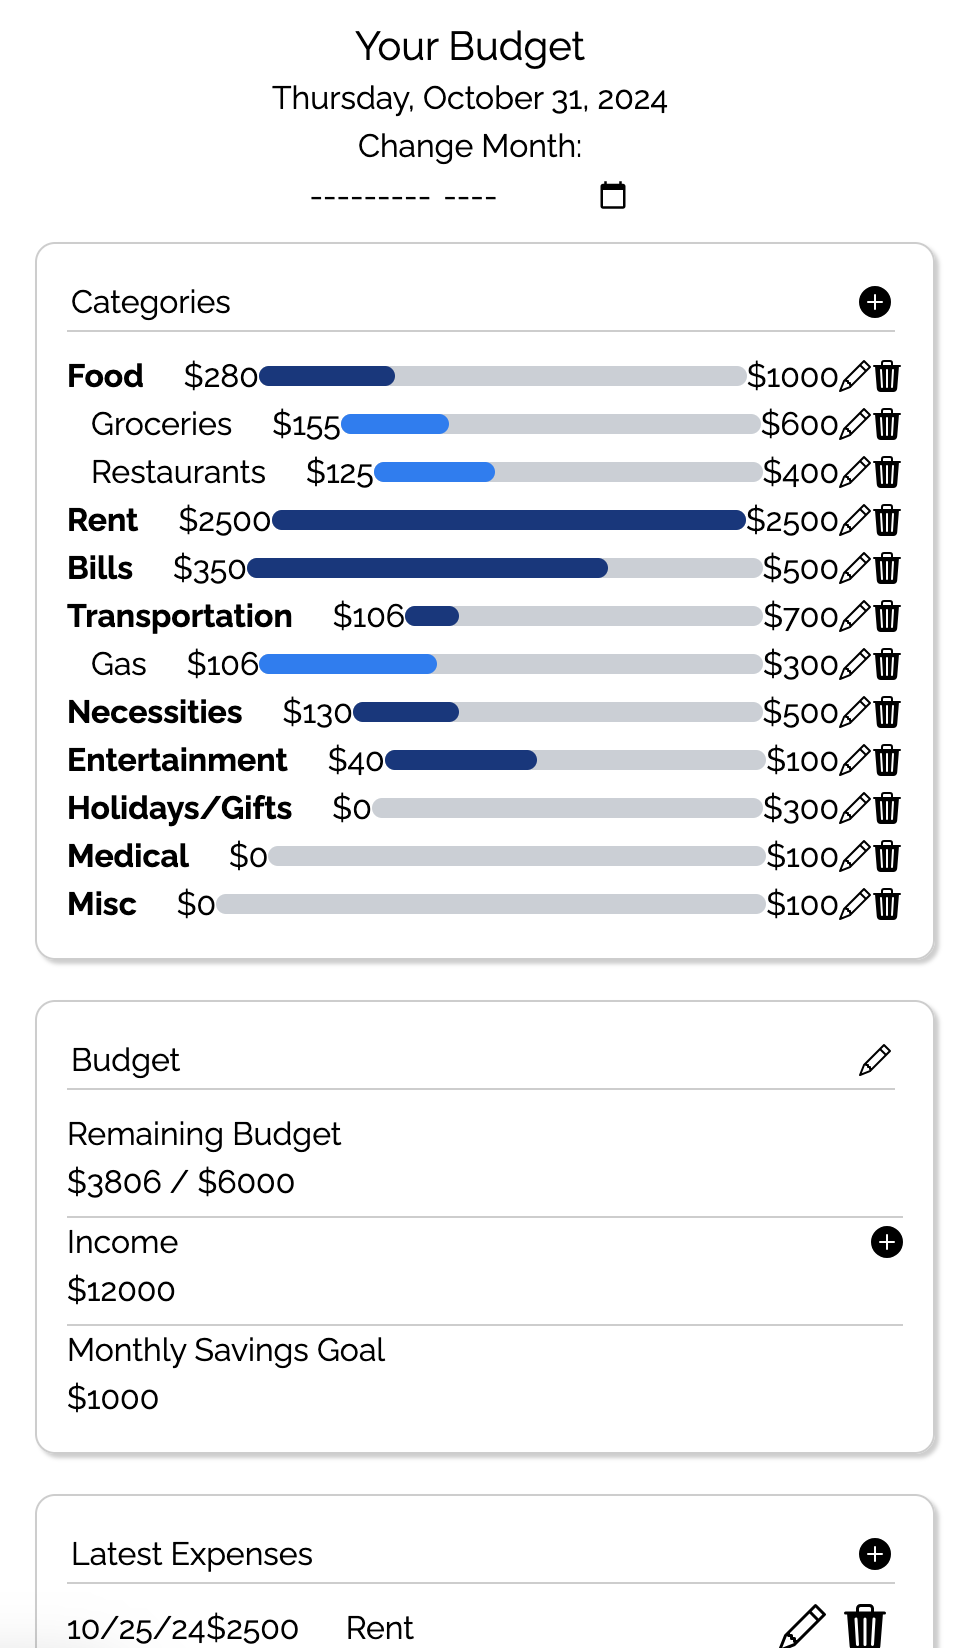 Your Budget
Thursday, October 31, 2024
Change Month:
--------- ----
Categories
Food $280 $1000
Groceries $155 $600
Restaurants $125 $400
Rent $2500 $2500
Bills $350 $500
Transportation $106 $700
Gas $106 $300
Necessities $130 $500
Entertainment $40 $100
Holidays/Gifts $0 $300
Medical $0 $100
Misc $0 $100
Budget
Remaining Budget
$3806 / $6000
Income
$12000
Monthly Savings Goal
$1000
Latest Expenses
10/25/24$2500 Rent